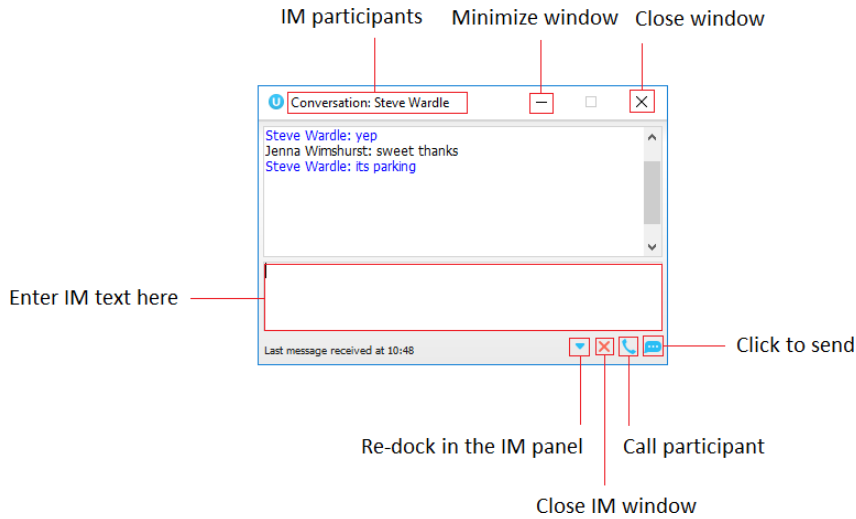 IM participants Minimize window Close window
U Conversation: Steve Wardle
Steve Wardle: yep
Jenna Wimshurst: sweet thanks
Steve Wardle: its parking
Enter IM text here
Last message received at 10:48
Click to send
Re-dock in the IM panel Call participant
Close IM window